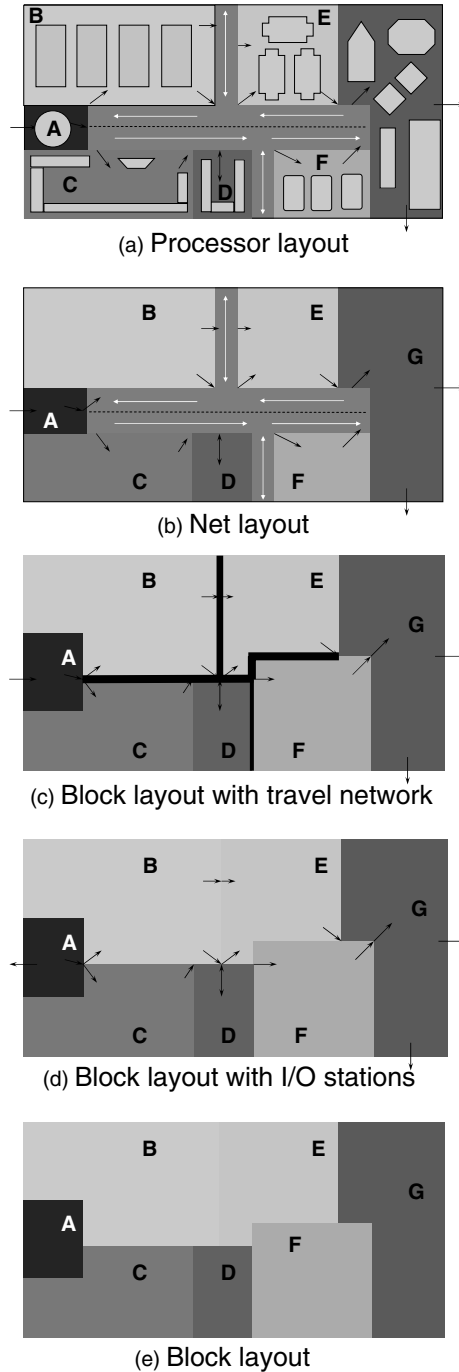 B
E
A
C
D
F
(a) Processor layout
B
E
G
A
C
D
F
(b) Net layout
B
E
G
A
C
D
F
(c) Block layout with travel network
B
E
G
A
C
D
F
(d) Block layout with I/O stations
B
E
G
A
F
C
D
(e) Block layout